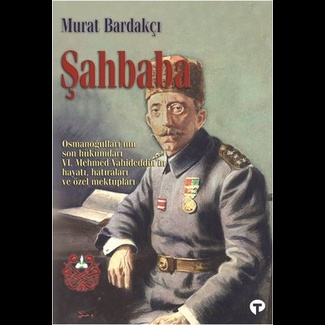 Murat Bardakçı
Şahbaba
Osmanoğulları'nın
son hükümdarı
VI. Mehmed Vahideddin'in
hayatı, hatıraları
ve özel mektupları
T